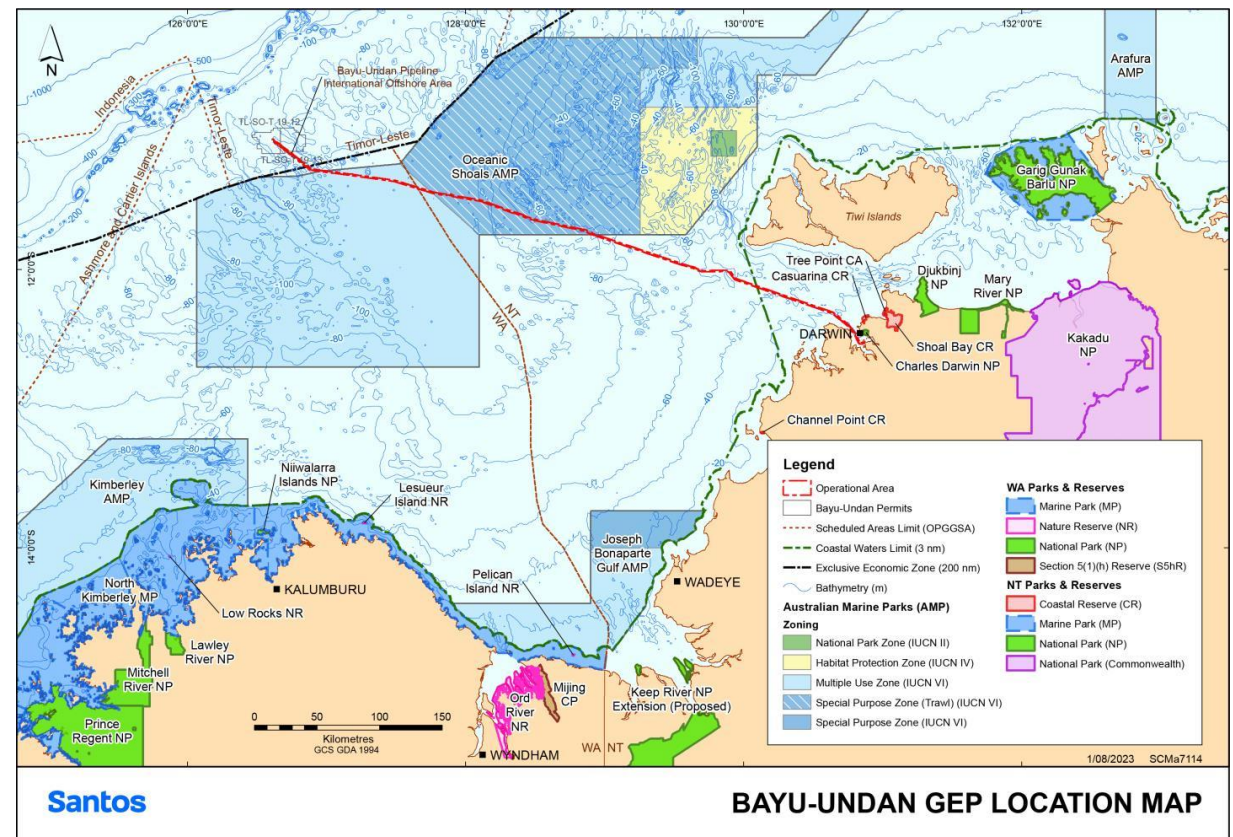 126°0'0"E
128°0'0"E
130°0'0"E
132°0'0"E
N
12°0'0"S
14°0'0"S
Indonesia
Timor-Leste
Ashmore and Cartier Islands
Bayu-Undan Pipeline
International Offshore Area
TL-SO-T 19-12
Timor-Leste
Oceanic
Shoals AMP
Arafura
AMP
Garig Gunak
Barlu NP
Tiwi Islands
Tree Point CA
Casuarina CR
Djukbinj
NP
Mary
River NP
DARWIN
Shoal Bay CR
Charles Darwin NP
Kakadu
NP
Channel Point CR
NT
WA
Kimberley
AMP
Niiwalarra
Islands NP
Lesueur
Island NR
Joseph
Bonaparte
Gulf AMP
WADEYE
North
Kimberley MP
KALUMBURU
Low Rocks NR
Pelican
Island NR
Lawley
River NP
Mitchell
River NP
Prince
Regent NP
Ord
River
NR
Mijing
CP
Keep River NP
Extension (Proposed)
WYNDHAM
WA
NT
0 50 100 150
Kilometres
GCS GDA 1994
Legend
Operational Area
Bayu-Undan Permits
Scheduled Areas Limit (OPGGSA)
Coastal Waters Limit (3 nm)
Exclusive Economic Zone (200 nm)
Bathymetry (m)
Australian Marine Parks (AMP)
Zoning
National Park Zone (IUCN II)
Habitat Protection Zone (IUCN IV)
Multiple Use Zone (IUCN VI)
Special Purpose Zone (Trawl) (IUCN VI)
Special Purpose Zone (IUCN VI)
WA Parks & Reserves
Marine Park (MP)
Nature Reserve (NR)
National Park (NP)
Section 5(1)(h) Reserve (S5hR)
NT Parks & Reserves
Coastal Reserve (CR)
Marine Park (MP)
National Park (NP)
National Park (Commonwealth)
1/08/2023 SCMa7114
Santos
BAYU-UNDAN GEP LOCATION MAP